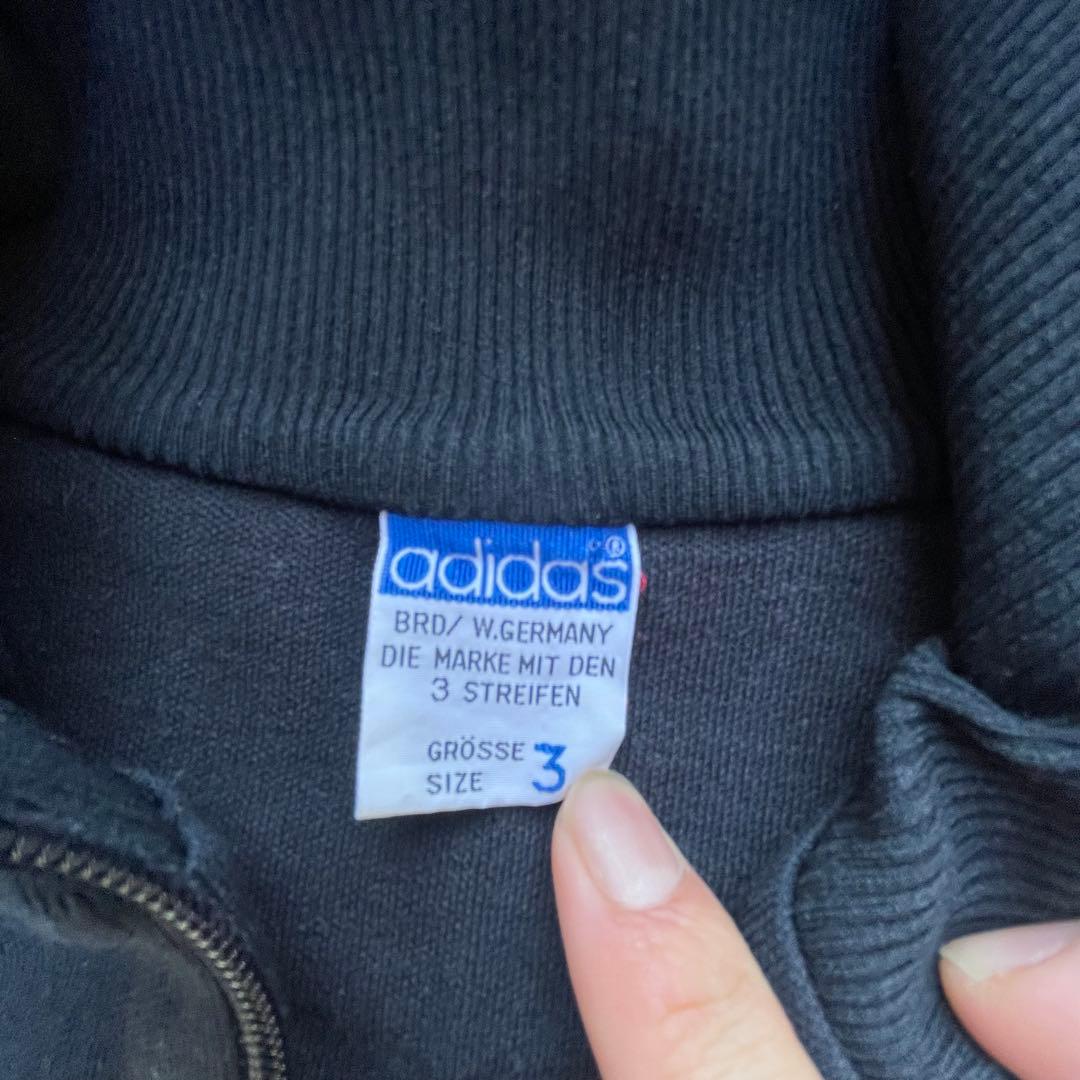 adidas®
BRD/ W.GERMANY
DIE MARKE MIT DEN
3 STREIFEN
GRÖSSE
SIZE 3